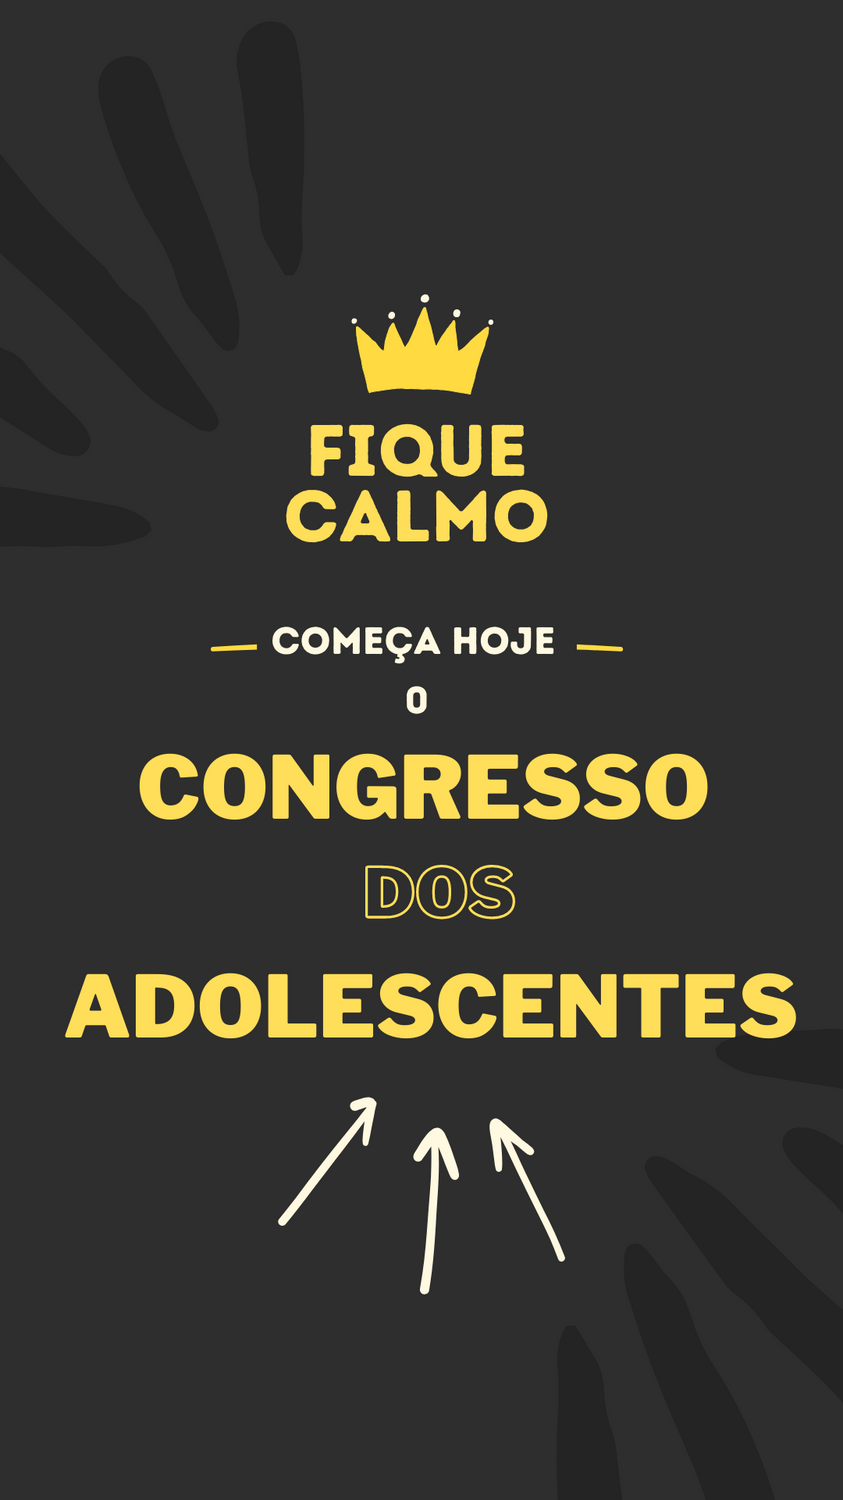 FIQUE
CALMO
COMEÇA HOJE
O
CONGRESSO
DOS
ADOLESCENTES